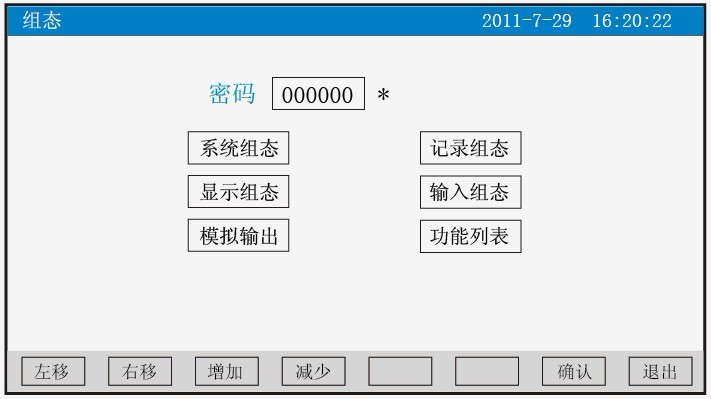 组态 2011-7-29 16:20:22
密码 000000 *
系统组态 记录组态
显示组态 输入组态
模拟输出 功能列表
左移 右移 增加 减少 确认 退出